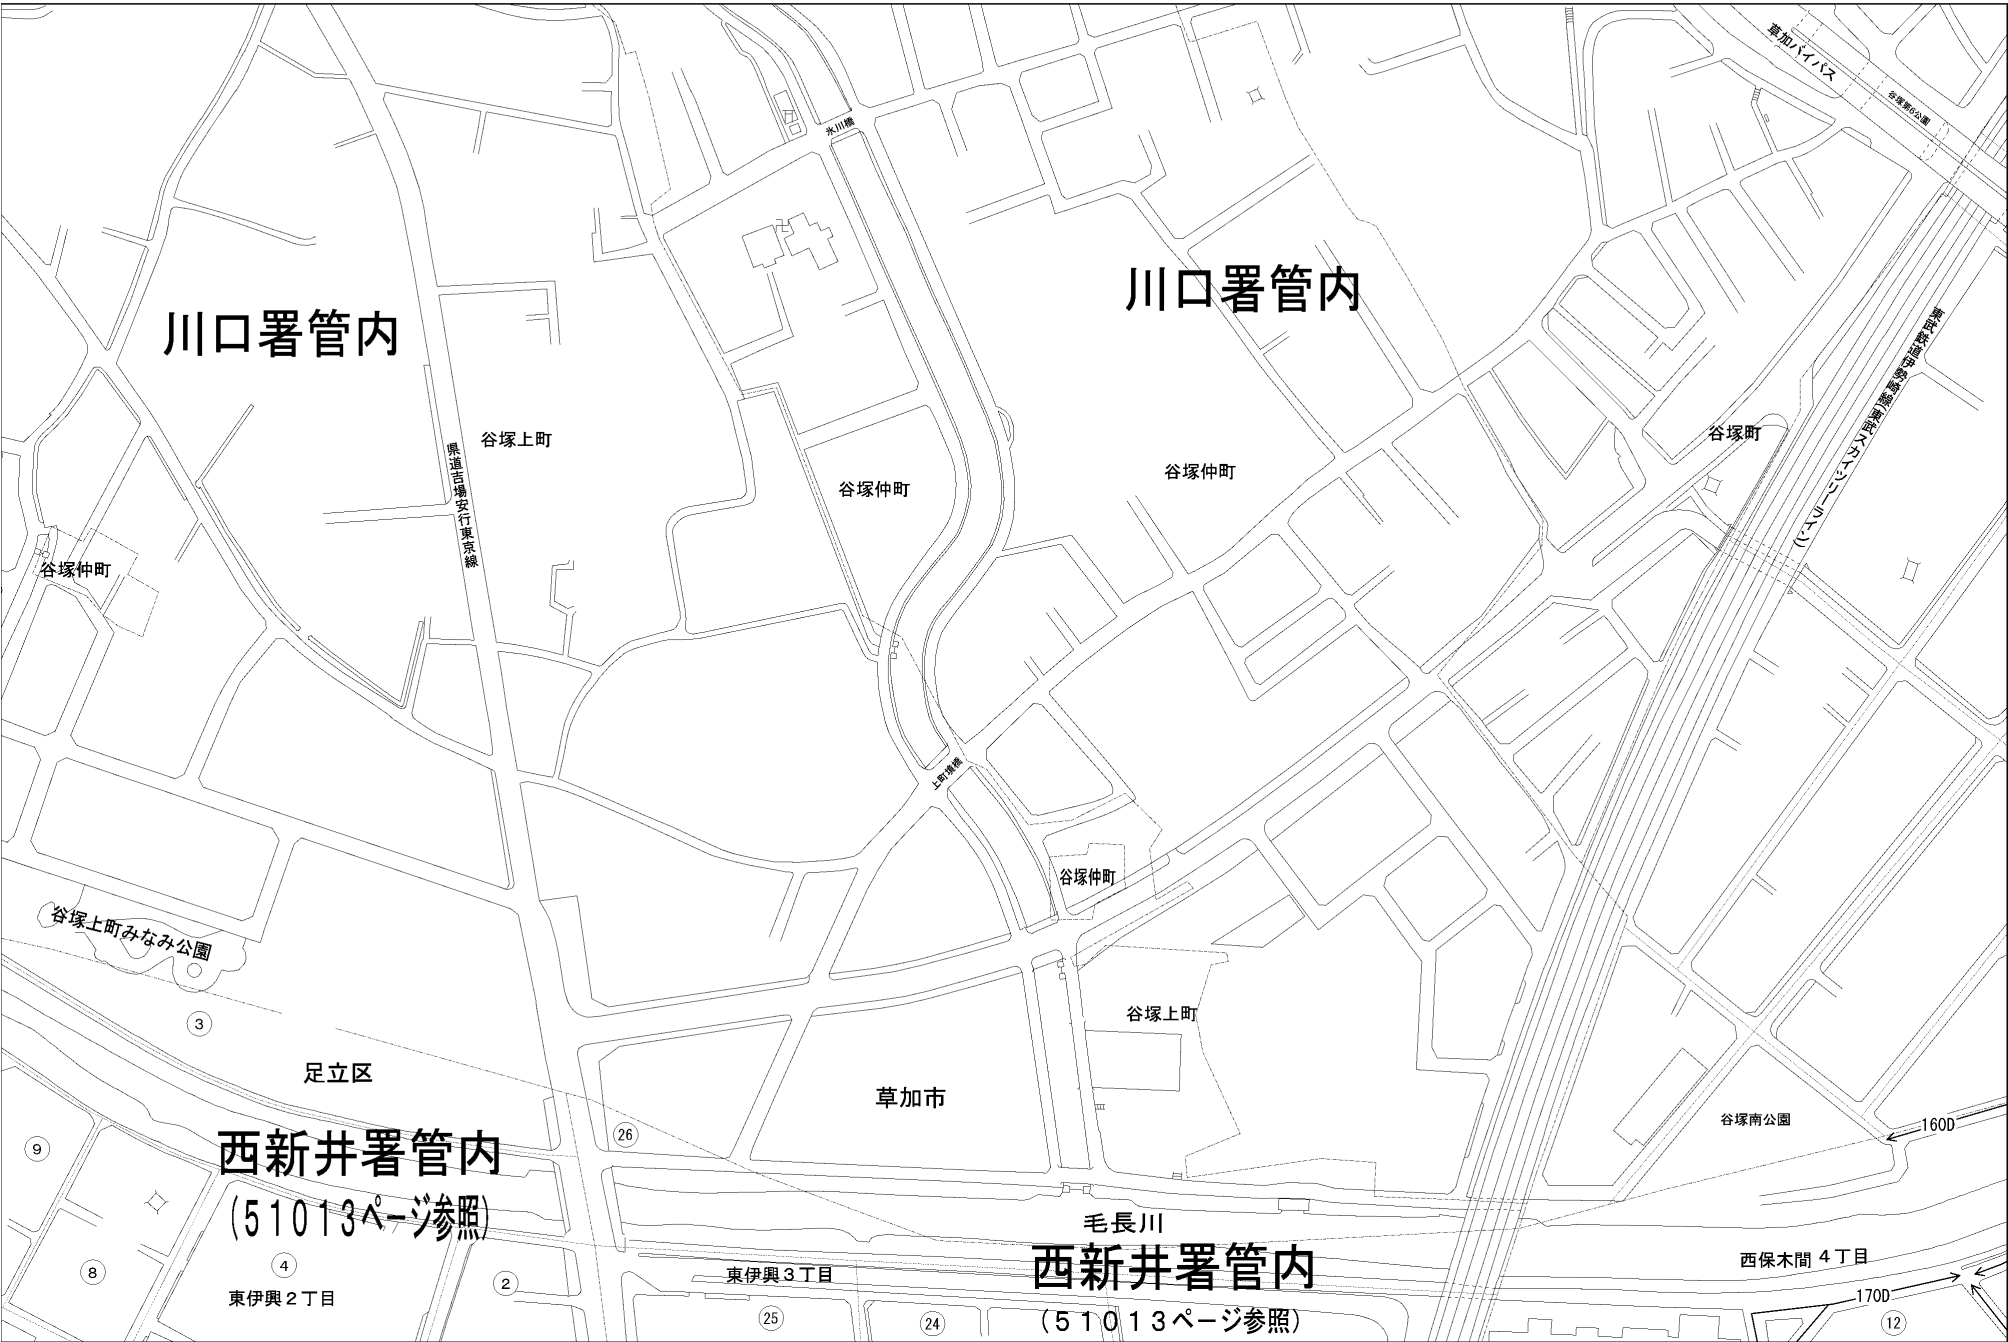 草加バイパス
谷塚第6公園
氷川橋
川口署管内
川口署管内
東武鉄道伊勢崎線(東武スカイツリーライン)
谷塚上町
県道吉場安行東京線
谷塚町
谷塚仲町
谷塚仲町
谷塚仲町
上町境橋
谷塚仲町
谷塚上町みなみ公園
谷塚上町
3
足立区
草加市
谷塚南公園
160D
26
9
西新井署管内
(51013ページ参照)
毛長川
西新井署管内
(51013ページ参照)
西保木間 4丁目
8
4
2
東伊興3丁目
東伊興2丁目
170D
25
24
12